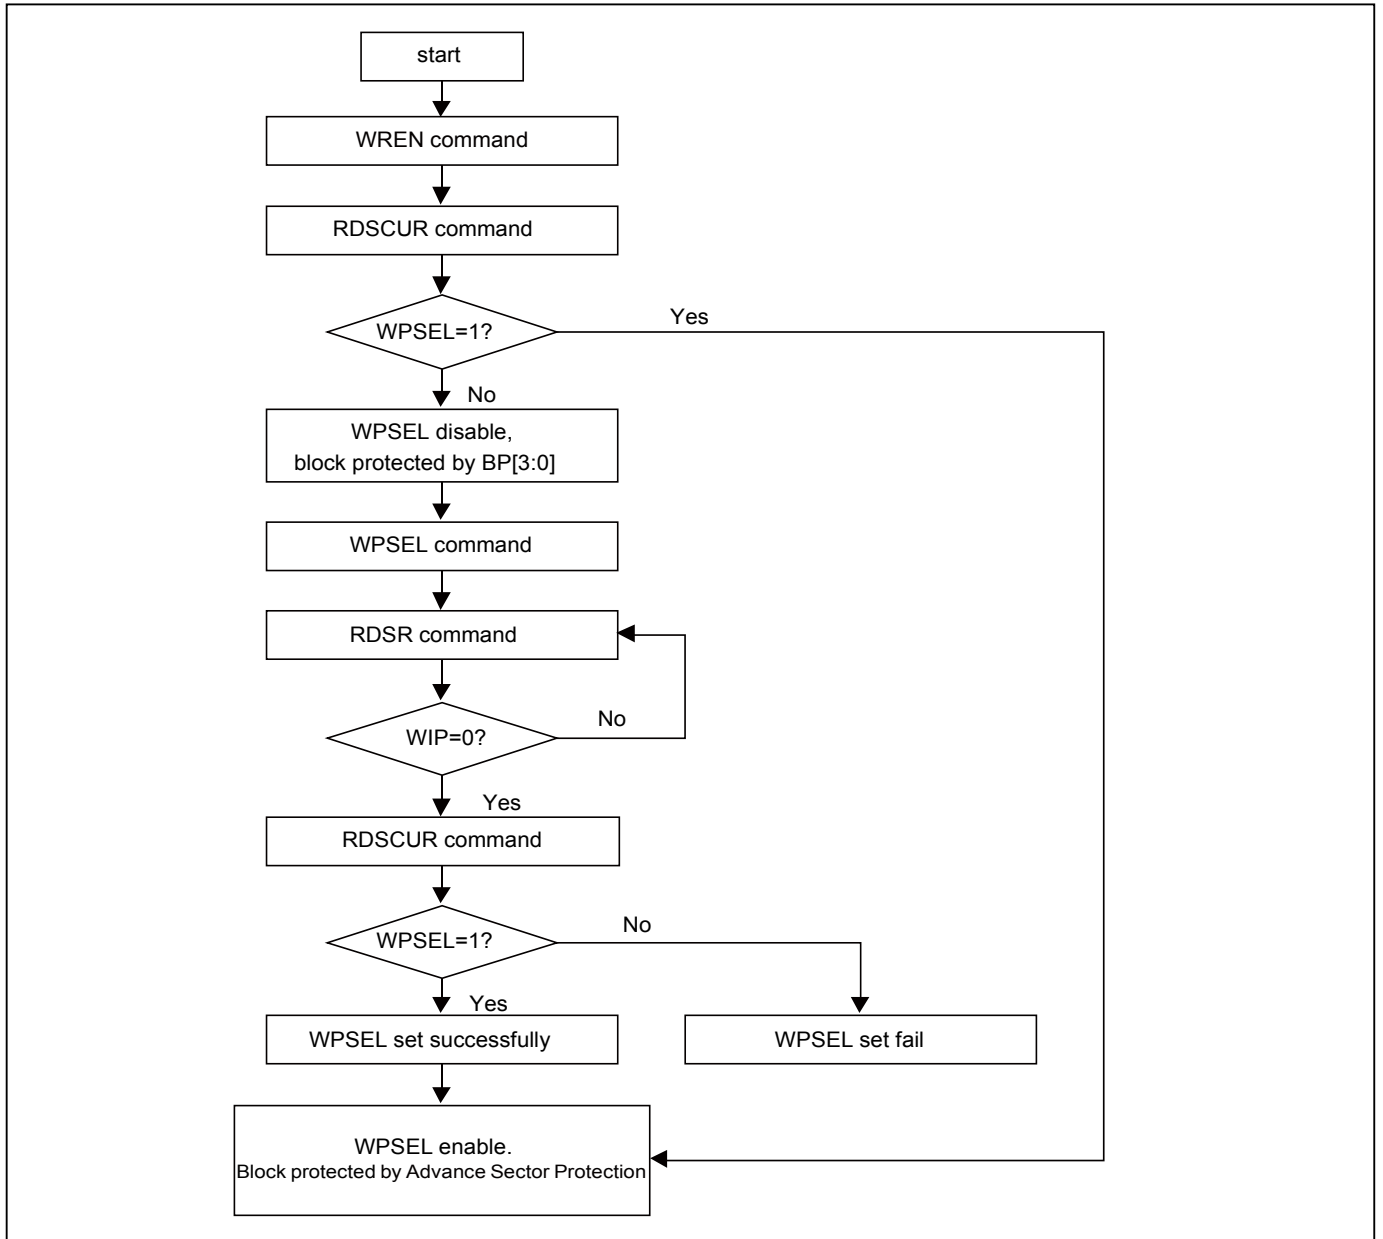 start
WREN command
RDSCUR command
WPSEL=1?
Yes
No
WPSEL disable,
block protected by BP[3:0]
WPSEL command
RDSR command
WIP=0?
No
Yes
RDSCUR command
WPSEL=1?
No
Yes
WPSEL set successfully
WPSEL set fail
WPSEL enable.
Block protected by Advance Sector Protection